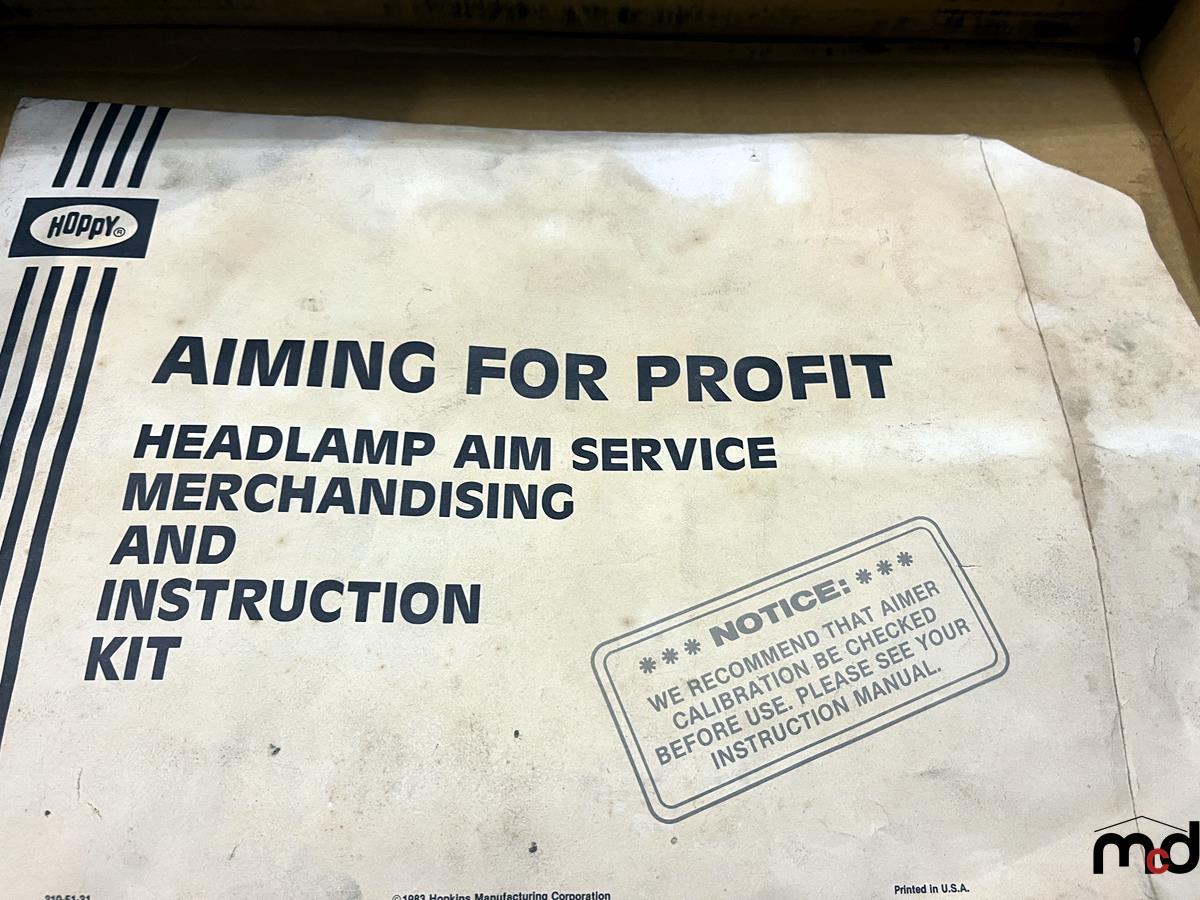 HOPPY®
AIMING FOR PROFIT
HEADLAMP AIM SERVICE
MERCHANDISING
AND
INSTRUCTION
KIT
*** NOTICE: ***
WE RECOMMEND THAT AIMER
CALIBRATION BE CHECKED
BEFORE USE. PLEASE SEE YOUR
INSTRUCTION MANUAL.
©1983 Hopkins Manufacturing Corporation
Printed in U.S.A.
mcd